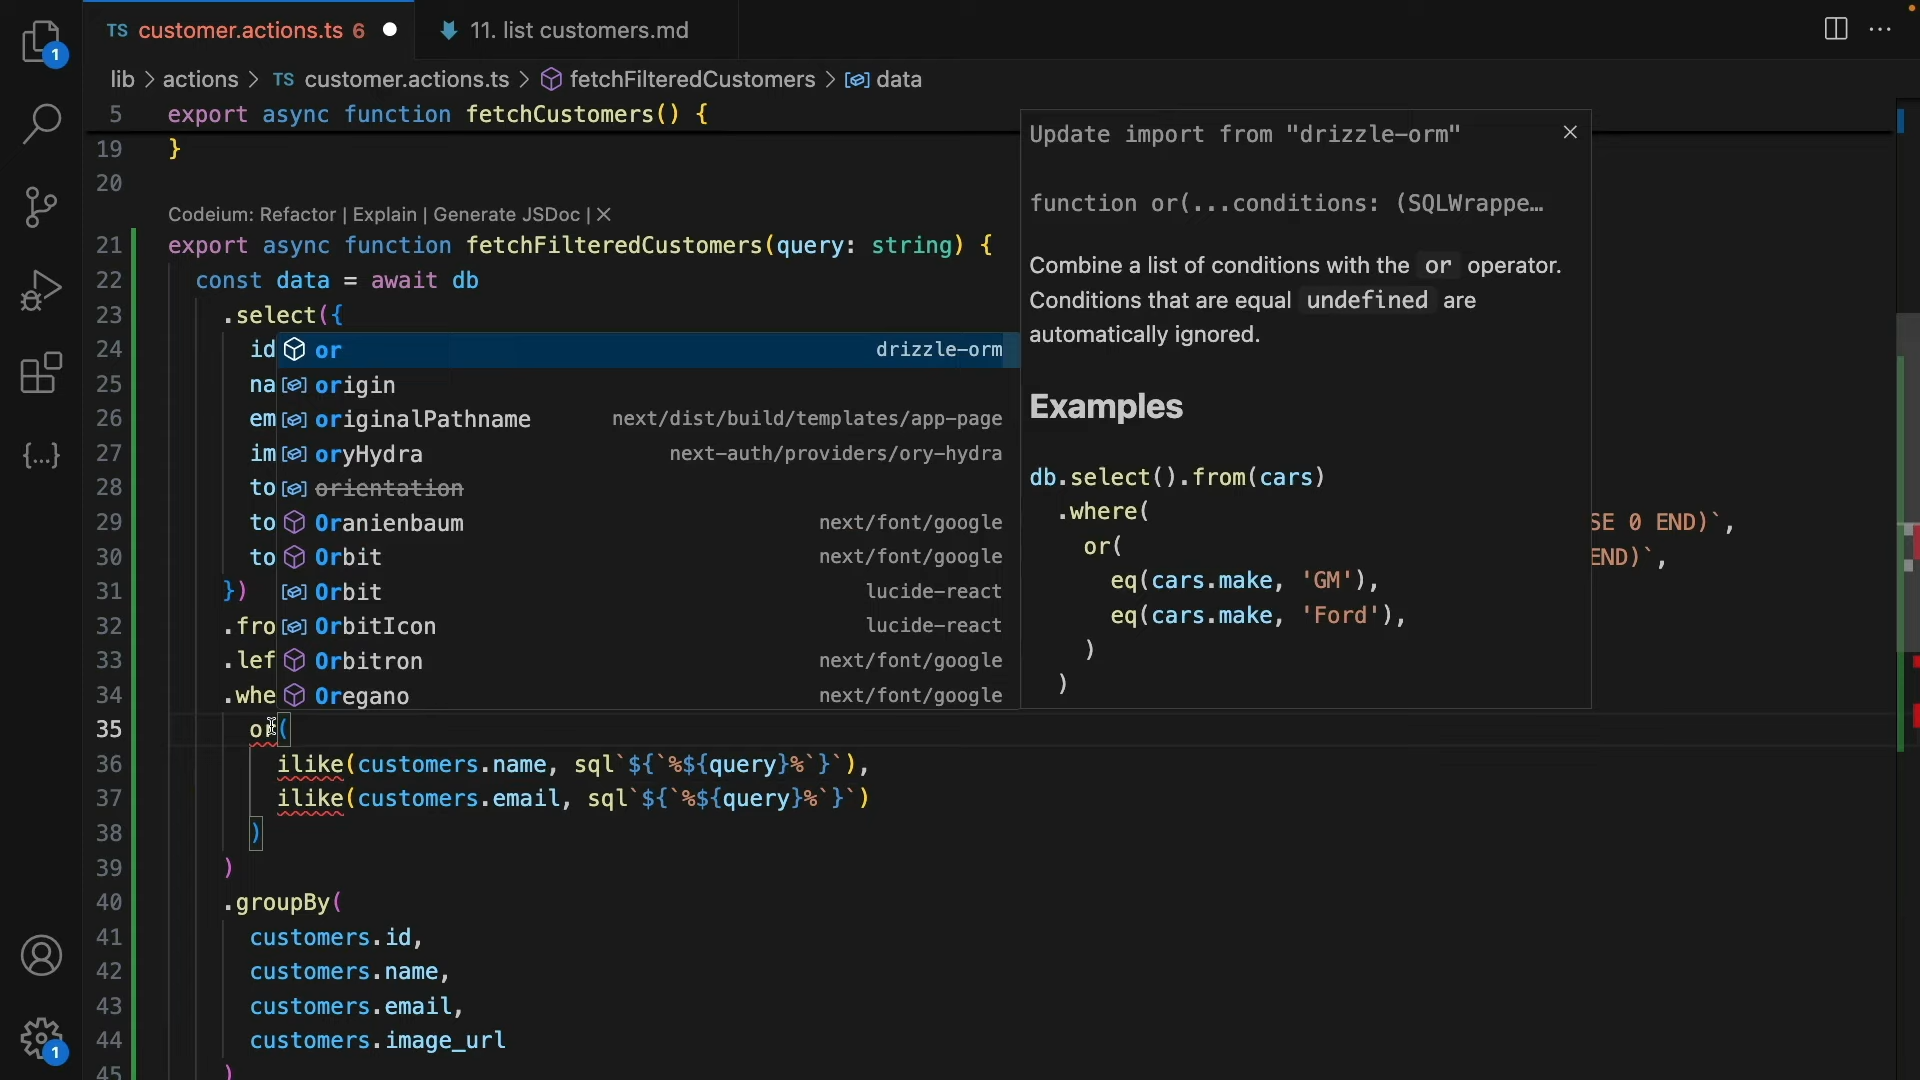 TS customer.actions.ts 6
11. list customers.md
1
lib > actions > TS customer.actions.ts > fetchFilteredCustomers > data
5 export async function fetchCustomers() {
19 }
20
Codeium: Refactor | Explain | Generate JSDoc | ✕
21 export async function fetchFilteredCustomers(query: string) {
22 const data = await db
23 .select({
24 id
25 na
26 em
27 im
28 to
29 to SE 0 END)`,
30 to END)`,
31 })
32 .fro
33 .lef
34 .whe
or drizzle-orm
origin
originalPathname next/dist/build/templates/app-page
oryHydra next-auth/providers/ory-hydra
orientation
Oranienbaum next/font/google
Orbit next/font/google
Orbit lucide-react
OrbitIcon lucide-react
Orbitron next/font/google
Oregano next/font/google
Update import from "drizzle-orm"
function or(...conditions: (SQLWrappe…
Combine a list of conditions with the or operator.
Conditions that are equal undefined are
automatically ignored.
Examples
db.select().from(cars)
.where(
or(
eq(cars.make, 'GM'),
eq(cars.make, 'Ford'),
)
)
35 or(
36 ilike(customers.name, sql`${`%${query}%`}`),
37 ilike(customers.email, sql`${`%${query}%`}`)
38 )
39 )
40 .groupBy(
41 customers.id,
42 customers.name,
43 customers.email,
44 customers.image_url
45 )
1